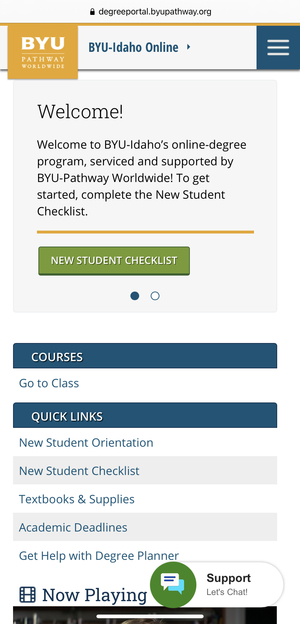 degreeportal.byupathway.org
BYU
PATHWAY
WORLDWIDE
BYU-Idaho Online
Welcome!
Welcome to BYU-Idaho's online-degree
program, serviced and supported by
BYU-Pathway Worldwide! To get
started, complete the New Student
Checklist.
NEW STUDENT CHECKLIST
COURSES
Go to Class
QUICK LINKS
New Student Orientation
New Student Checklist
Textbooks & Supplies
Academic Deadlines
Get Help with Degree Planner
Now Playing
Support
Let's Chat!